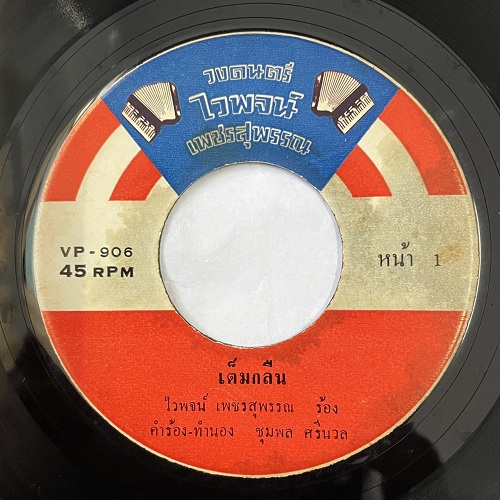 วงดนตรี
ไวพจน์
เพชรสุพรรณ
VP - 906
45 RPM
หน้า 1
เต็มกลืน
ไวพจน์ เพชรสุพรรณ ร้อง
คำร้อง-ทำนอง ชุมพล ศรีนวล